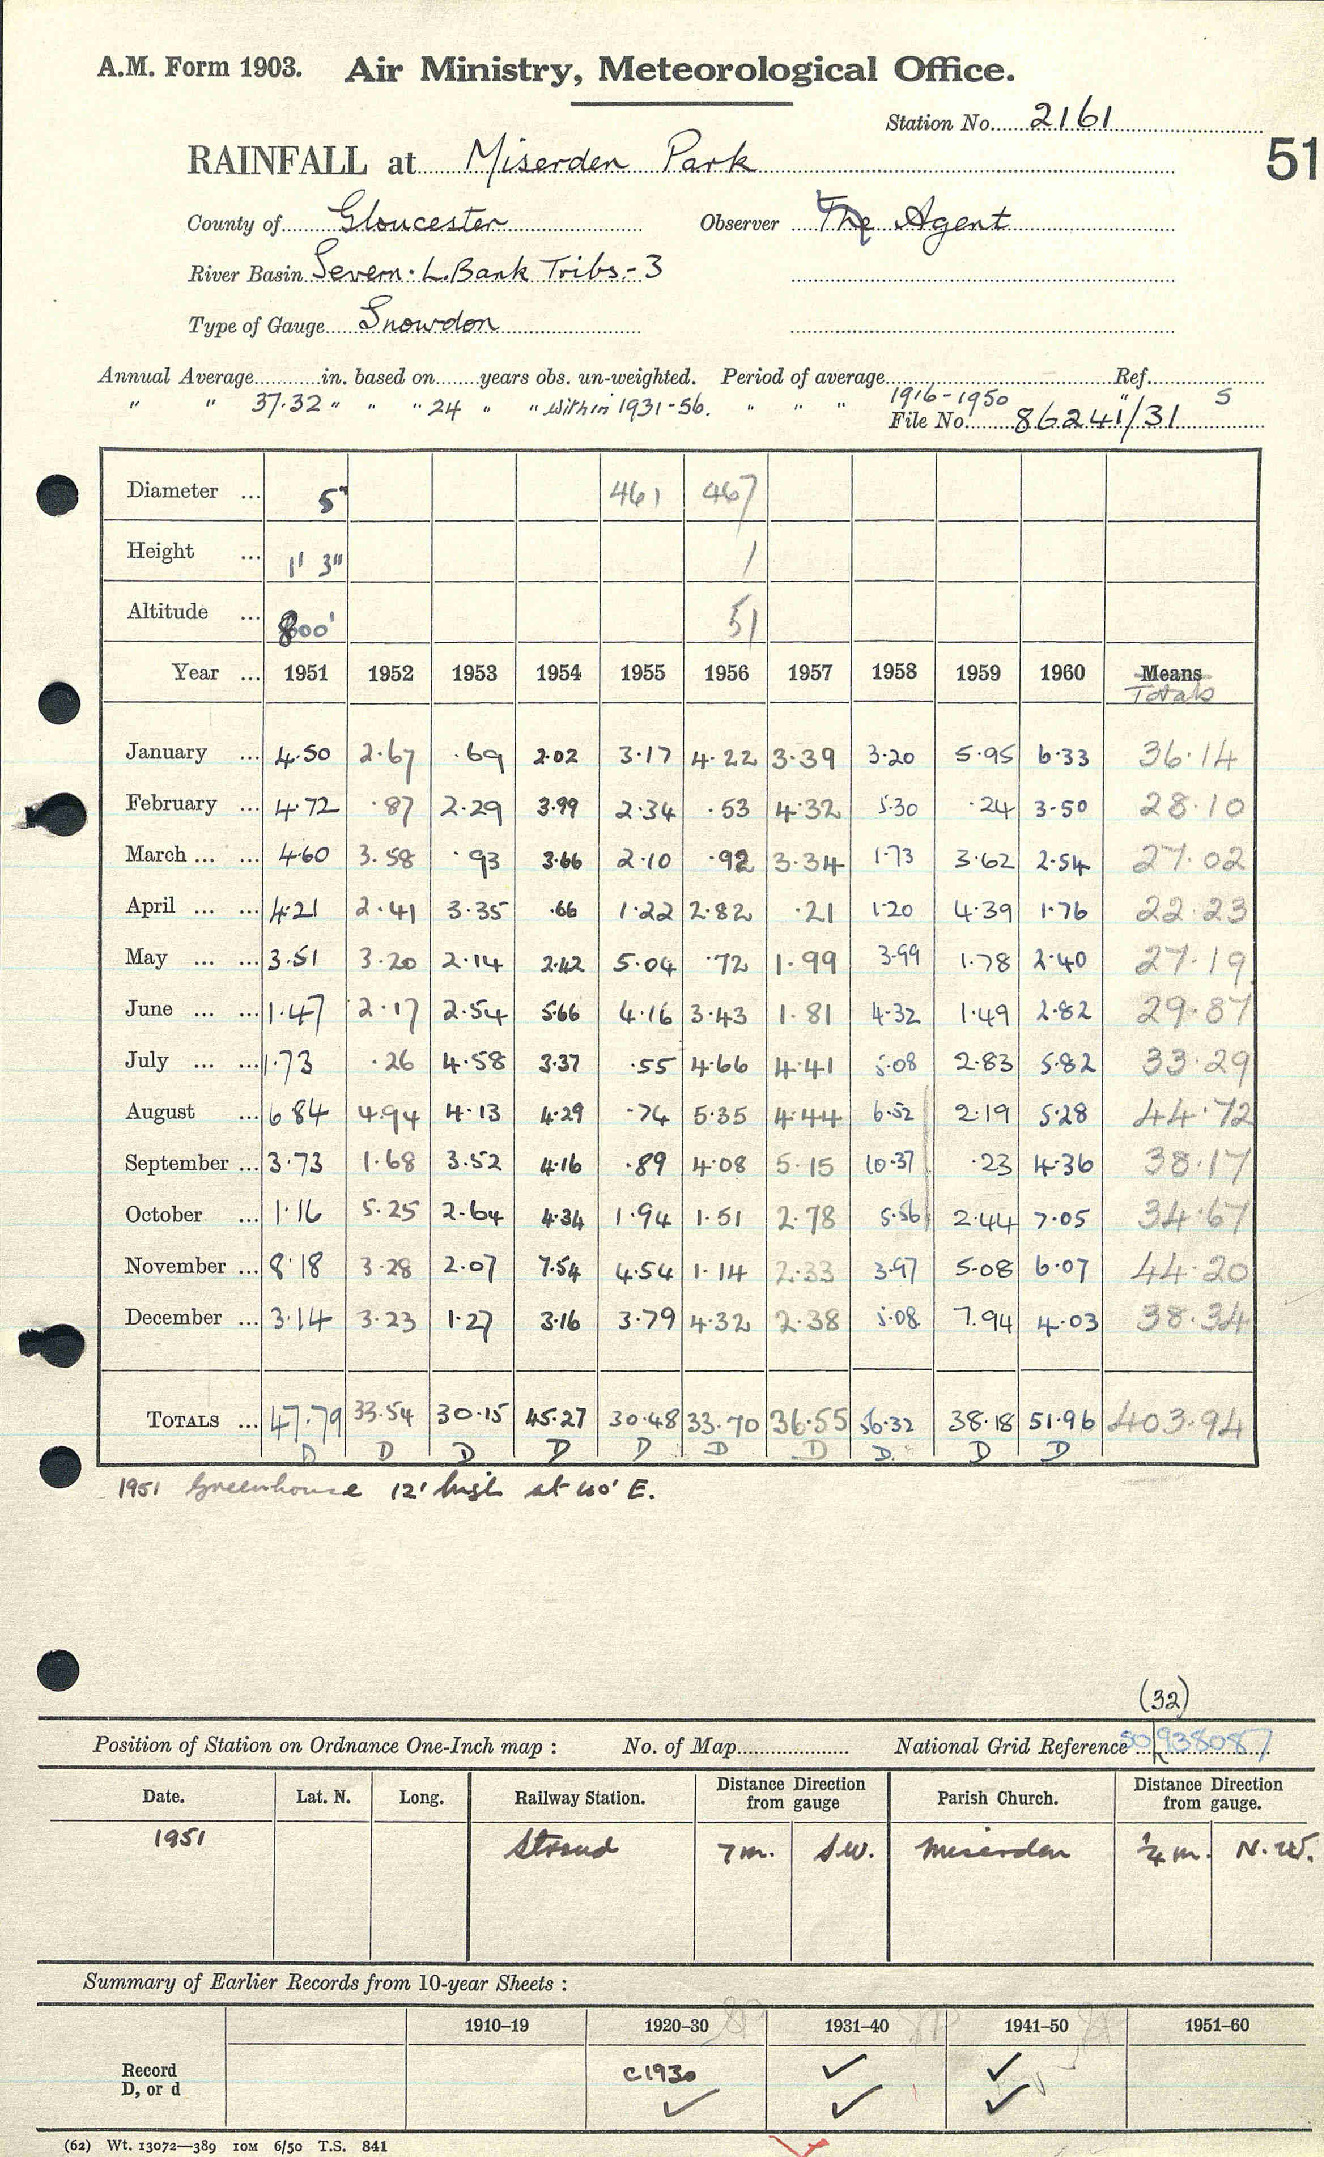 A.M. Form 1903. Air Ministry, Meteorological Office.
Station No. 2161
51
RAINFALL at Miserden Park
County of Gloucester Observer The Agent
River Basin Severn: L. Bank Tribs:- 3
Type of Gauge Snowdon
Annual Average in. based on years obs. un-weighted. Period of average Ref.
" " 37.32 " " " 24 " " within 1931-56. " " " 1916-1950 " S
File No. 86241/31
Diameter ... 5" 461 467
Height ... 1' 3" 1
Altitude ... 800' 51
Year ... 1951 1952 1953 1954 1955 1956 1957 1958 1959 1960 Means
Totals
January ... 4.50 2.67 .69 2.02 3.17 4.22 3.39 3.20 5.95 6.33 36.14
February ... 4.72 .87 2.29 3.99 2.34 .53 4.32 5.30 .24 3.50 28.10
March ... ... 4.60 3.58 .93 3.66 2.10 .92 3.34 1.73 3.62 2.54 27.02
April ... ... 4.21 2.41 3.35 .66 1.22 2.82 .21 1.20 4.39 1.76 22.23
May ... ... 3.51 3.20 2.14 2.42 5.04 .72 1.99 3.99 1.78 2.40 27.19
June ... ... 1.47 2.17 2.54 5.66 4.16 3.43 1.81 4.32 1.49 2.82 29.87
July ... ... 1.73 .26 4.58 3.37 .55 4.66 4.41 5.08 2.83 5.82 33.29
August ... 6.84 4.94 4.13 4.29 .74 5.35 4.44 6.52 2.19 5.28 44.72
September ... 3.73 1.68 3.52 4.16 .89 4.08 5.15 10.37 .23 4.36 38.17
October ... 1.16 5.25 2.64 4.34 1.94 1.51 2.78 5.56 2.44 7.05 34.67
November ... 8.18 3.28 2.07 7.54 4.54 1.14 2.33 3.97 5.08 6.07 44.20
December ... 3.14 3.23 1.27 3.16 3.79 4.32 2.38 5.08 7.94 4.03 38.34
TOTALS ... 47.79 33.54 30.15 45.27 30.48 33.70 36.55 56.32 38.18 51.96 403.94
D D D D D D D D D D
1951 Greenhouse 12' high at 40' E.
(32)
Position of Station on Ordnance One-Inch map : No. of Map National Grid Reference SO 938087
Date. Lat. N. Long. Railway Station. Distance Direction from gauge Parish Church. Distance Direction from gauge.
1951 Stroud 7m. S.W. Miserden ¼ m. N.W.
Summary of Earlier Records from 10-year Sheets :
1910–19 1920–30 1931–40 1941–50 1951–60
Record c1930 ✓ ✓
D, or d ✓ ✓ ✓
(62) Wt. 13072—389 10M 6/50 T.S. 841